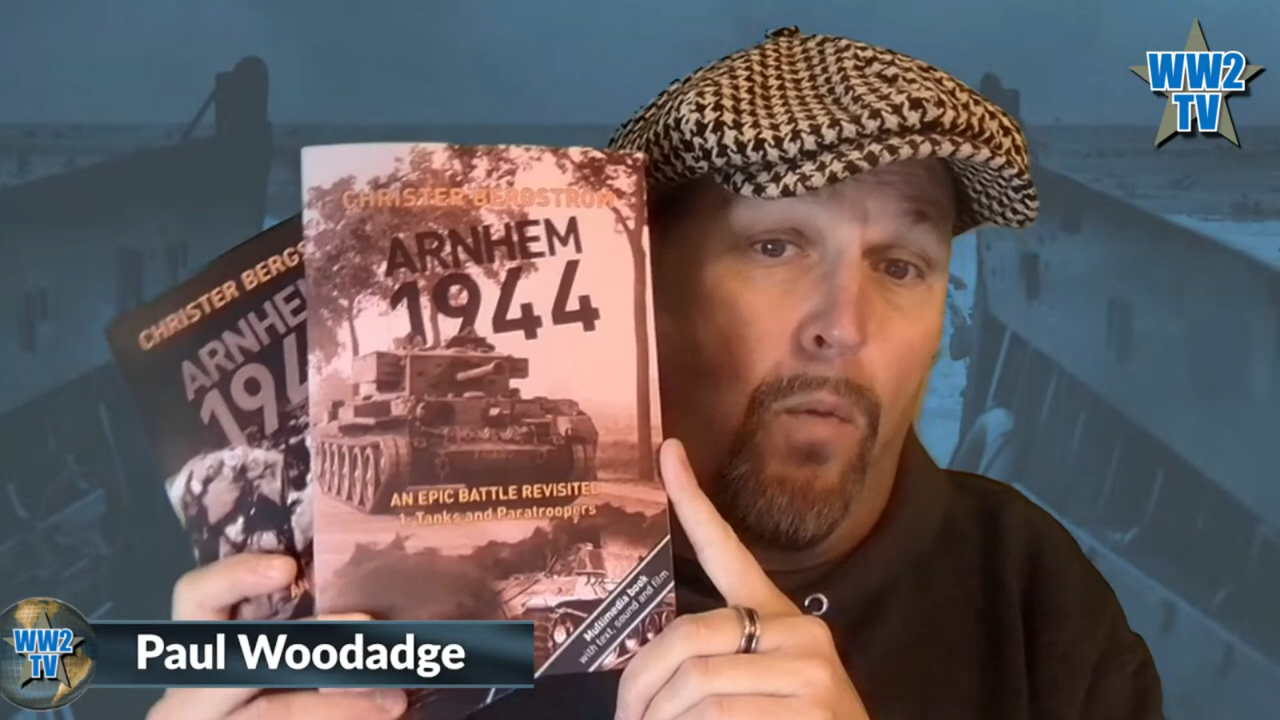 WW2
TV
CHRISTER BERGSTRÖM
ARNHEM
1944
AN EPIC BATTLE REVISITED
1: Tanks and Paratroopers
Multimedia book
with text, sound and film
CHRISTER BERGS
ARNHE
194
WW2
TV
Paul Woodadge